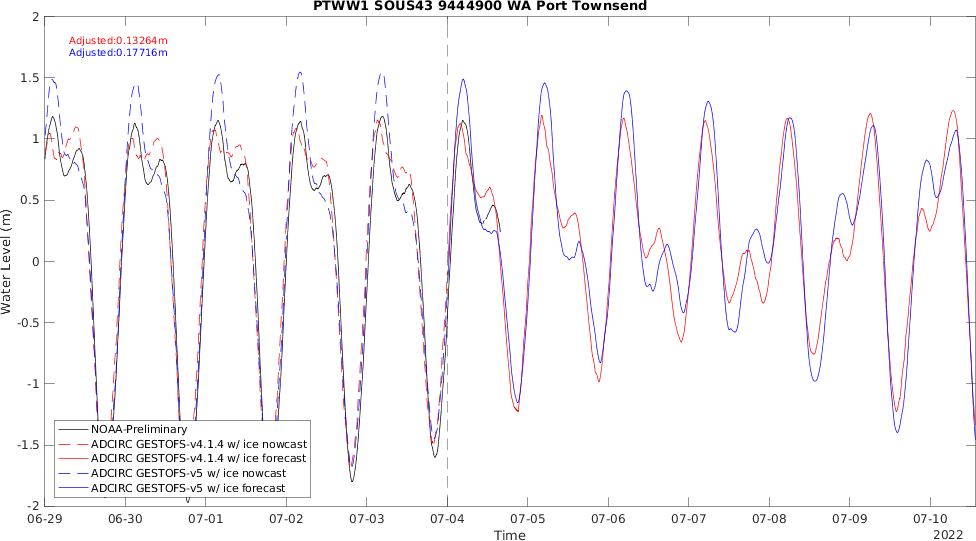 PTWW1 SOUS43 9444900 WA Port Townsend
Adjusted:0.13264m
Adjusted:0.17716m
2
1.5
1
0.5
0
-0.5
-1
-1.5
-2
Water Level (m)
NOAA-Preliminary
ADCIRC GESTOFS-v4.1.4 w/ ice nowcast
ADCIRC GESTOFS-v4.1.4 w/ ice forecast
ADCIRC GESTOFS-v5 w/ ice nowcast
ADCIRC GESTOFS-v5 w/ ice forecast
06-29 06-30 07-01 07-02 07-03 07-04 07-05 07-06 07-07 07-08 07-09 07-10
Time
2022